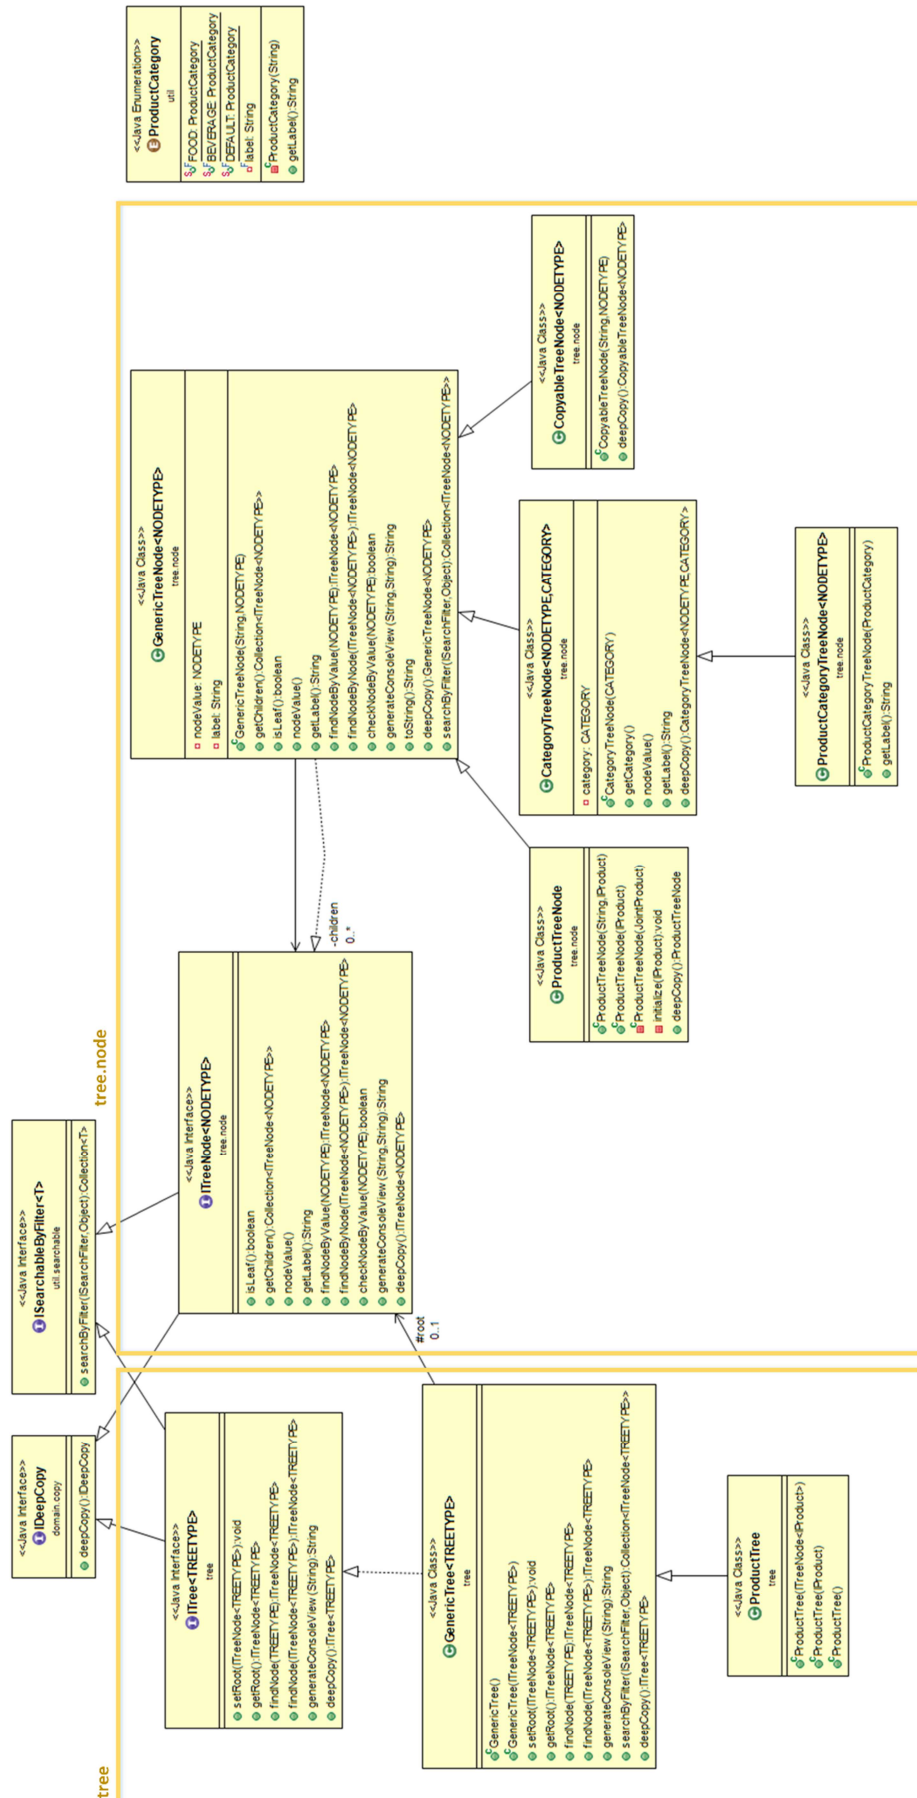 tree
<<Java Interface>>
IDeepCopy
domain.copy
deepCopy():IDeepCopy
<<Java Interface>>
ISearchableByFilter<T>
util.searchable
searchByFilter(ISearchFilter,Object):Collection<T>
<<Java Enumeration>>
ProductCategory
util
FOOD: ProductCategory
BEVERAGE: ProductCategory
DEFAULT: ProductCategory
label: String
ProductCategory(String)
getLabel():String
tree.node
<<Java Interface>>
ITree<TREETYPE>
tree
setRoot(ITreeNode<TREETYPE>):void
getRoot():ITreeNode<TREETYPE>
findNode(TREETYPE):ITreeNode<TREETYPE>
findNode(ITreeNode<TREETYPE>):ITreeNode<TREETYPE>
generateConsoleView(String):String
deepCopy():ITree<TREETYPE>
<<Java Interface>>
ITreeNode<NODETYPE>
tree.node
isLeaf():boolean
getChildren():Collection<ITreeNode<NODETYPE>>
nodeValue()
getLabel():String
findNodeByValue(NODETYPE):ITreeNode<NODETYPE>
findNodeByNode(ITreeNode<NODETYPE>):ITreeNode<NODETYPE>
checkNodeByValue(NODETYPE):boolean
generateConsoleView(String,String):String
deepCopy():ITreeNode<NODETYPE>
-children
0..*
<<Java Class>>
GenericTreeNode<NODETYPE>
tree.node
nodeValue: NODETYPE
label: String
GenericTreeNode(String,NODETYPE)
getChildren():Collection<ITreeNode<NODETYPE>>
isLeaf():boolean
nodeValue()
getLabel():String
findNodeByValue(NODETYPE):ITreeNode<NODETYPE>
findNodeByNode(ITreeNode<NODETYPE>):ITreeNode<NODETYPE>
checkNodeByValue(NODETYPE):boolean
generateConsoleView(String,String):String
toString():String
deepCopy():GenericTreeNode<NODETYPE>
searchByFilter(ISearchFilter,Object):Collection<ITreeNode<NODETYPE>>
#root
0..1
<<Java Class>>
GenericTree<TREETYPE>
tree
GenericTree()
GenericTree(ITreeNode<TREETYPE>)
setRoot(ITreeNode<TREETYPE>):void
getRoot():ITreeNode<TREETYPE>
findNode(TREETYPE):ITreeNode<TREETYPE>
findNode(ITreeNode<TREETYPE>):ITreeNode<TREETYPE>
generateConsoleView(String):String
searchByFilter(ISearchFilter,Object):Collection<ITreeNode<TREETYPE>>
deepCopy():ITree<TREETYPE>
<<Java Class>>
ProductTreeNode
tree.node
ProductTreeNode(String,IProduct)
ProductTreeNode(IProduct)
ProductTreeNode(JointProduct)
initialize(IProduct):void
deepCopy():ProductTreeNode
<<Java Class>>
CategoryTreeNode<NODETYPE,CATEGORY>
tree.node
category: CATEGORY
CategoryTreeNode(CATEGORY)
getCategory()
nodeValue()
getLabel():String
deepCopy():CategoryTreeNode<NODETYPE,CATEGORY>
<<Java Class>>
CopyableTreeNode<NODETYPE>
tree.node
CopyableTreeNode(String,NODETYPE)
deepCopy():CopyableTreeNode<NODETYPE>
<<Java Class>>
ProductTree
tree
ProductTree(ITreeNode<IProduct>)
ProductTree(IProduct)
ProductTree()
<<Java Class>>
ProductCategoryTreeNode<NODETYPE>
tree.node
ProductCategoryTreeNode(ProductCategory)
getLabel():String